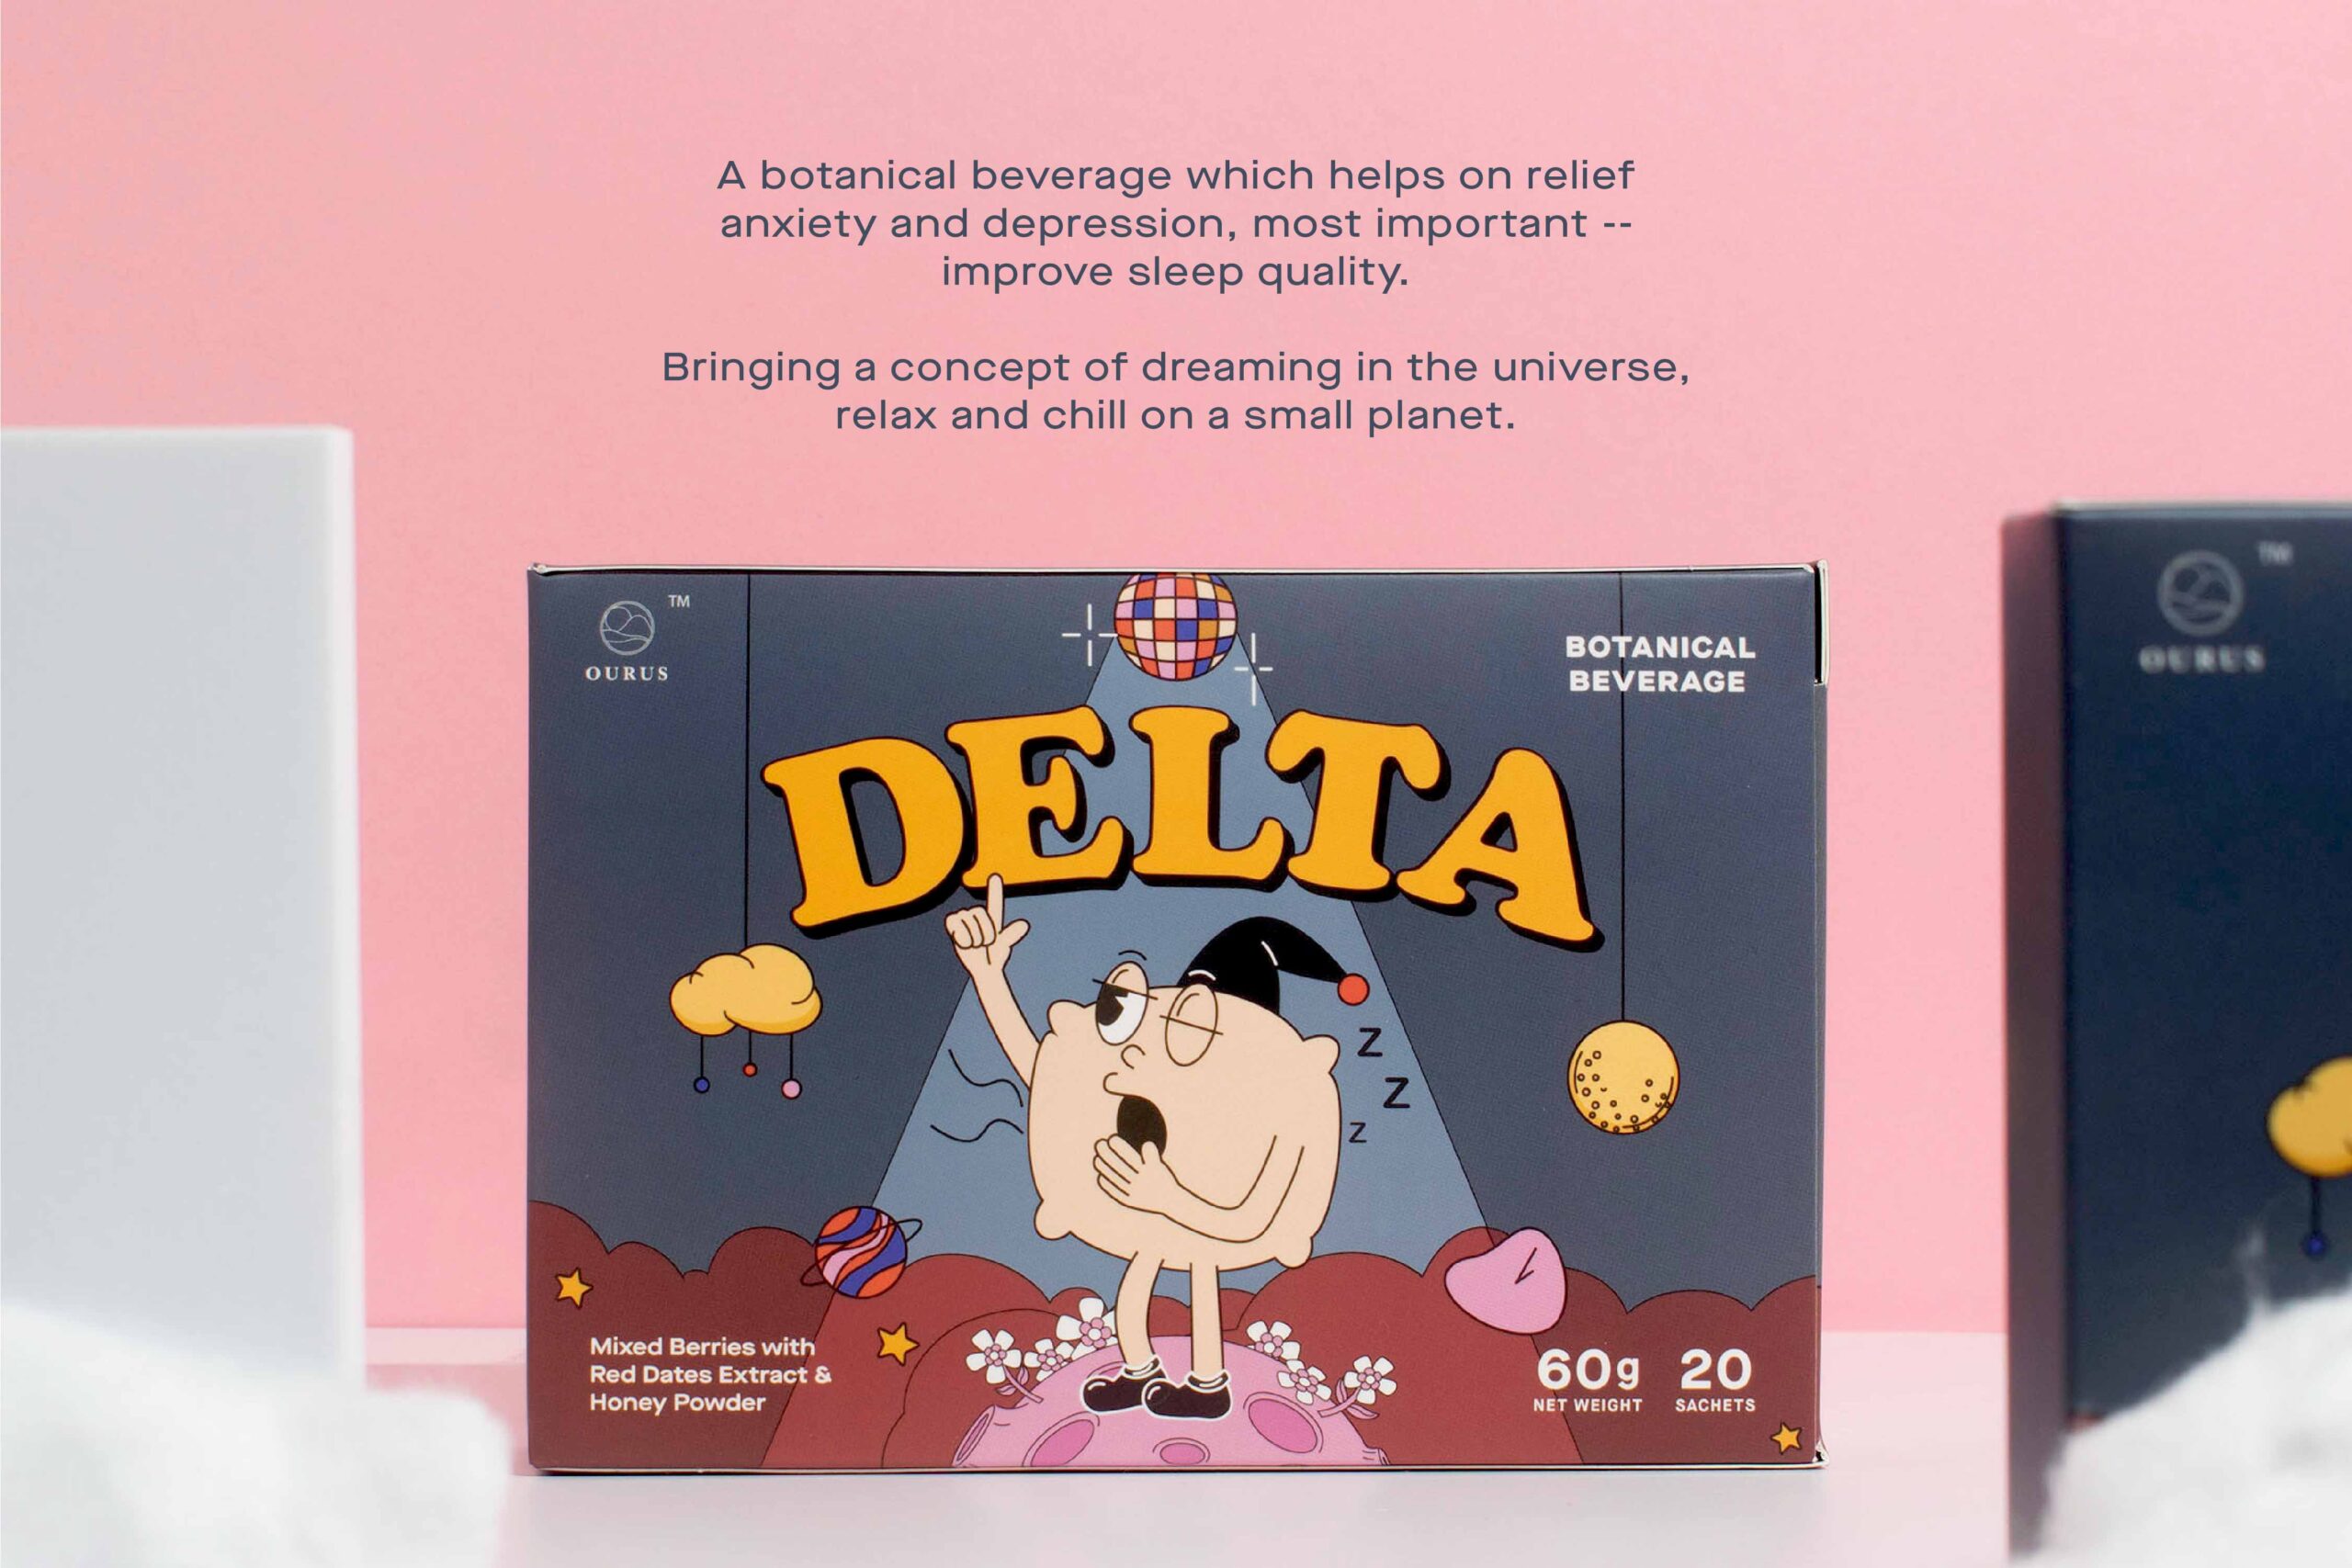 A botanical beverage which helps on relief
anxiety and depression, most important --
improve sleep quality.
Bringing a concept of dreaming in the universe,
relax and chill on a small planet.
TM
OURUS
BOTANICAL
BEVERAGE
DELTA
Z
Z
Z
Mixed Berries with
Red Dates Extract &
Honey Powder
60g 20
NET WEIGHT SACHETS
TM
OURUS